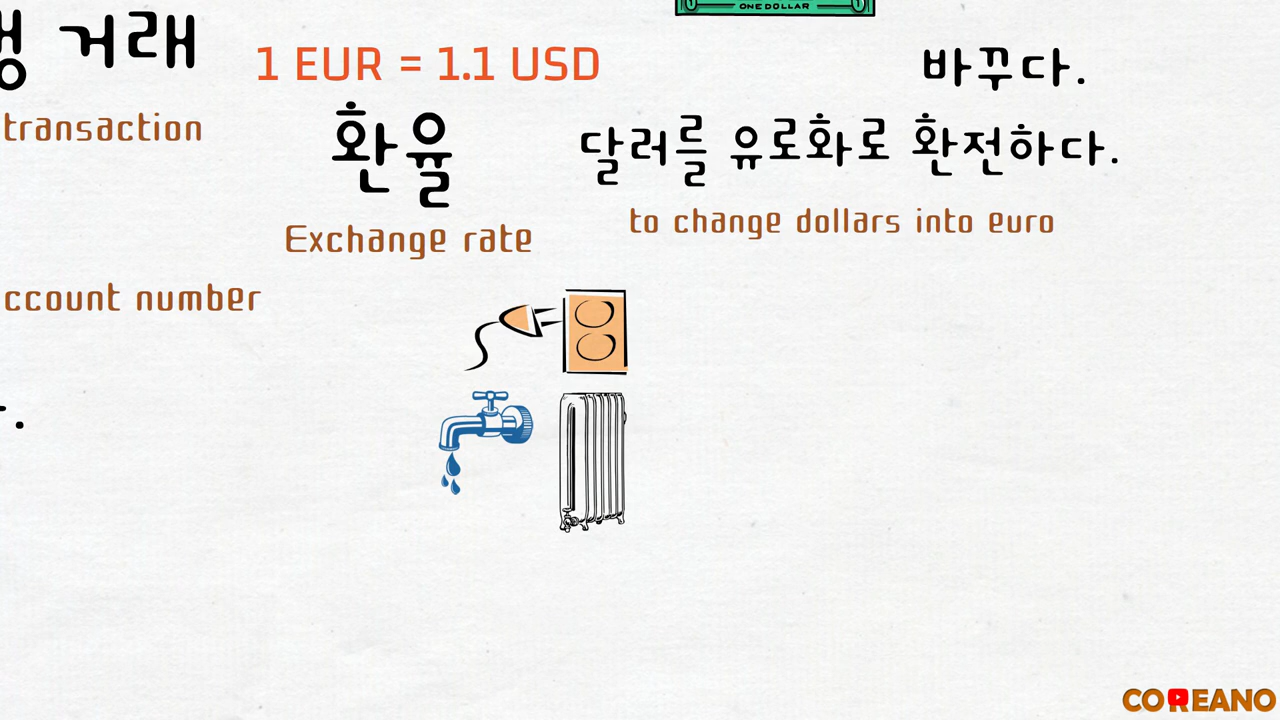 ONE DOLLAR
거래
transaction
1 EUR = 1.1 USD
환율
Exchange rate
바꾸다.
달러를 유로화로 환전하다.
to change dollars into euro
ccount number
COREANO